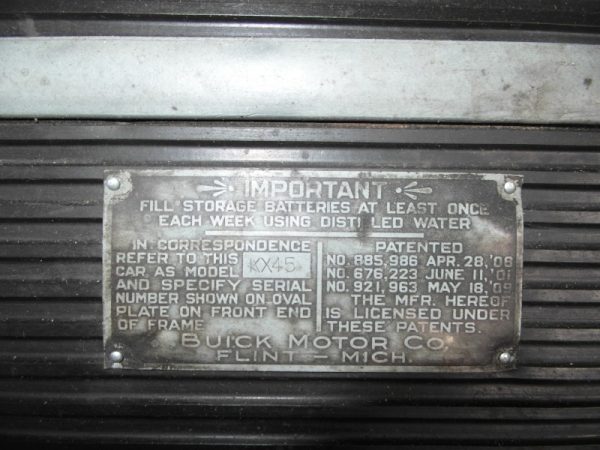 IMPORTANT
FILL STORAGE BATTERIES AT LEAST ONCE
EACH WEEK USING DISTILLED WATER
IN CORRESPONDENCE
REFER TO THIS
CAR AS MODEL KX45
AND SPECIFY SERIAL
NUMBER SHOWN ON OVAL
PLATE ON FRONT END
OF FRAME
PATENTED
NO. 885,986 APR. 28,'08
NO. 676,223 JUNE 11,'01
NO. 921,963 MAY 18,'09
THE MFR. HEREOF
IS LICENSED UNDER
THESE PATENTS.
BUICK MOTOR CO.
FLINT — MICH.